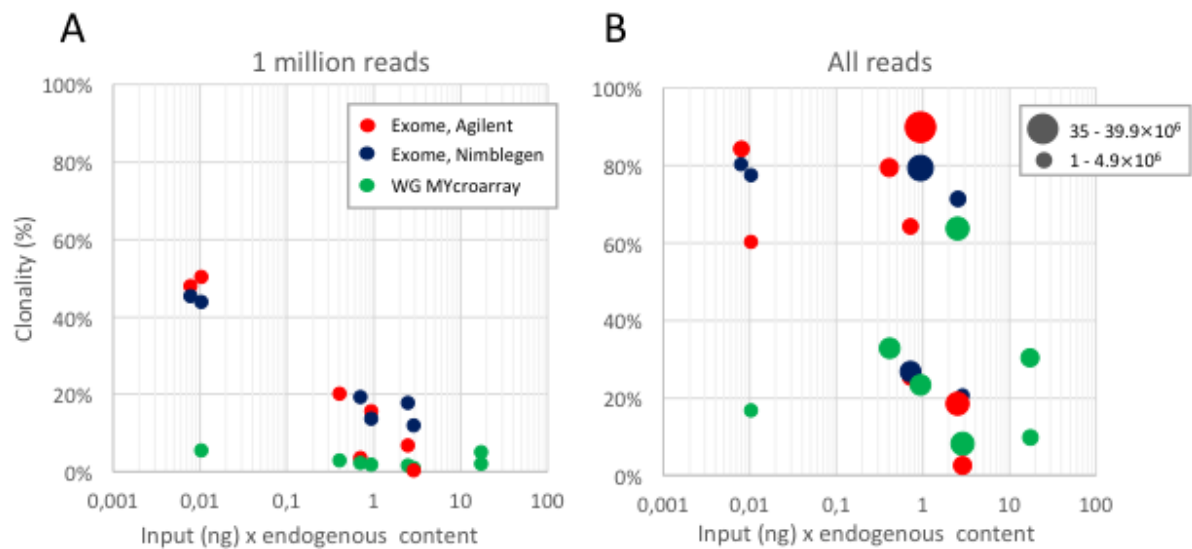 A
1 million reads
100%
80%
60%
40%
20%
0%
Clonality (%)
0,001
0,01
0,1
1
10
100
Input (ng) x endogenous content
Exome, Agilent
Exome, Nimblegen
WG MYcroarray
B
All reads
100%
80%
60%
40%
20%
0%
0,001
0,01
0,1
1
10
100
Input (ng) x endogenous content
35 - 39.9×10⁶
1 - 4.9×10⁶